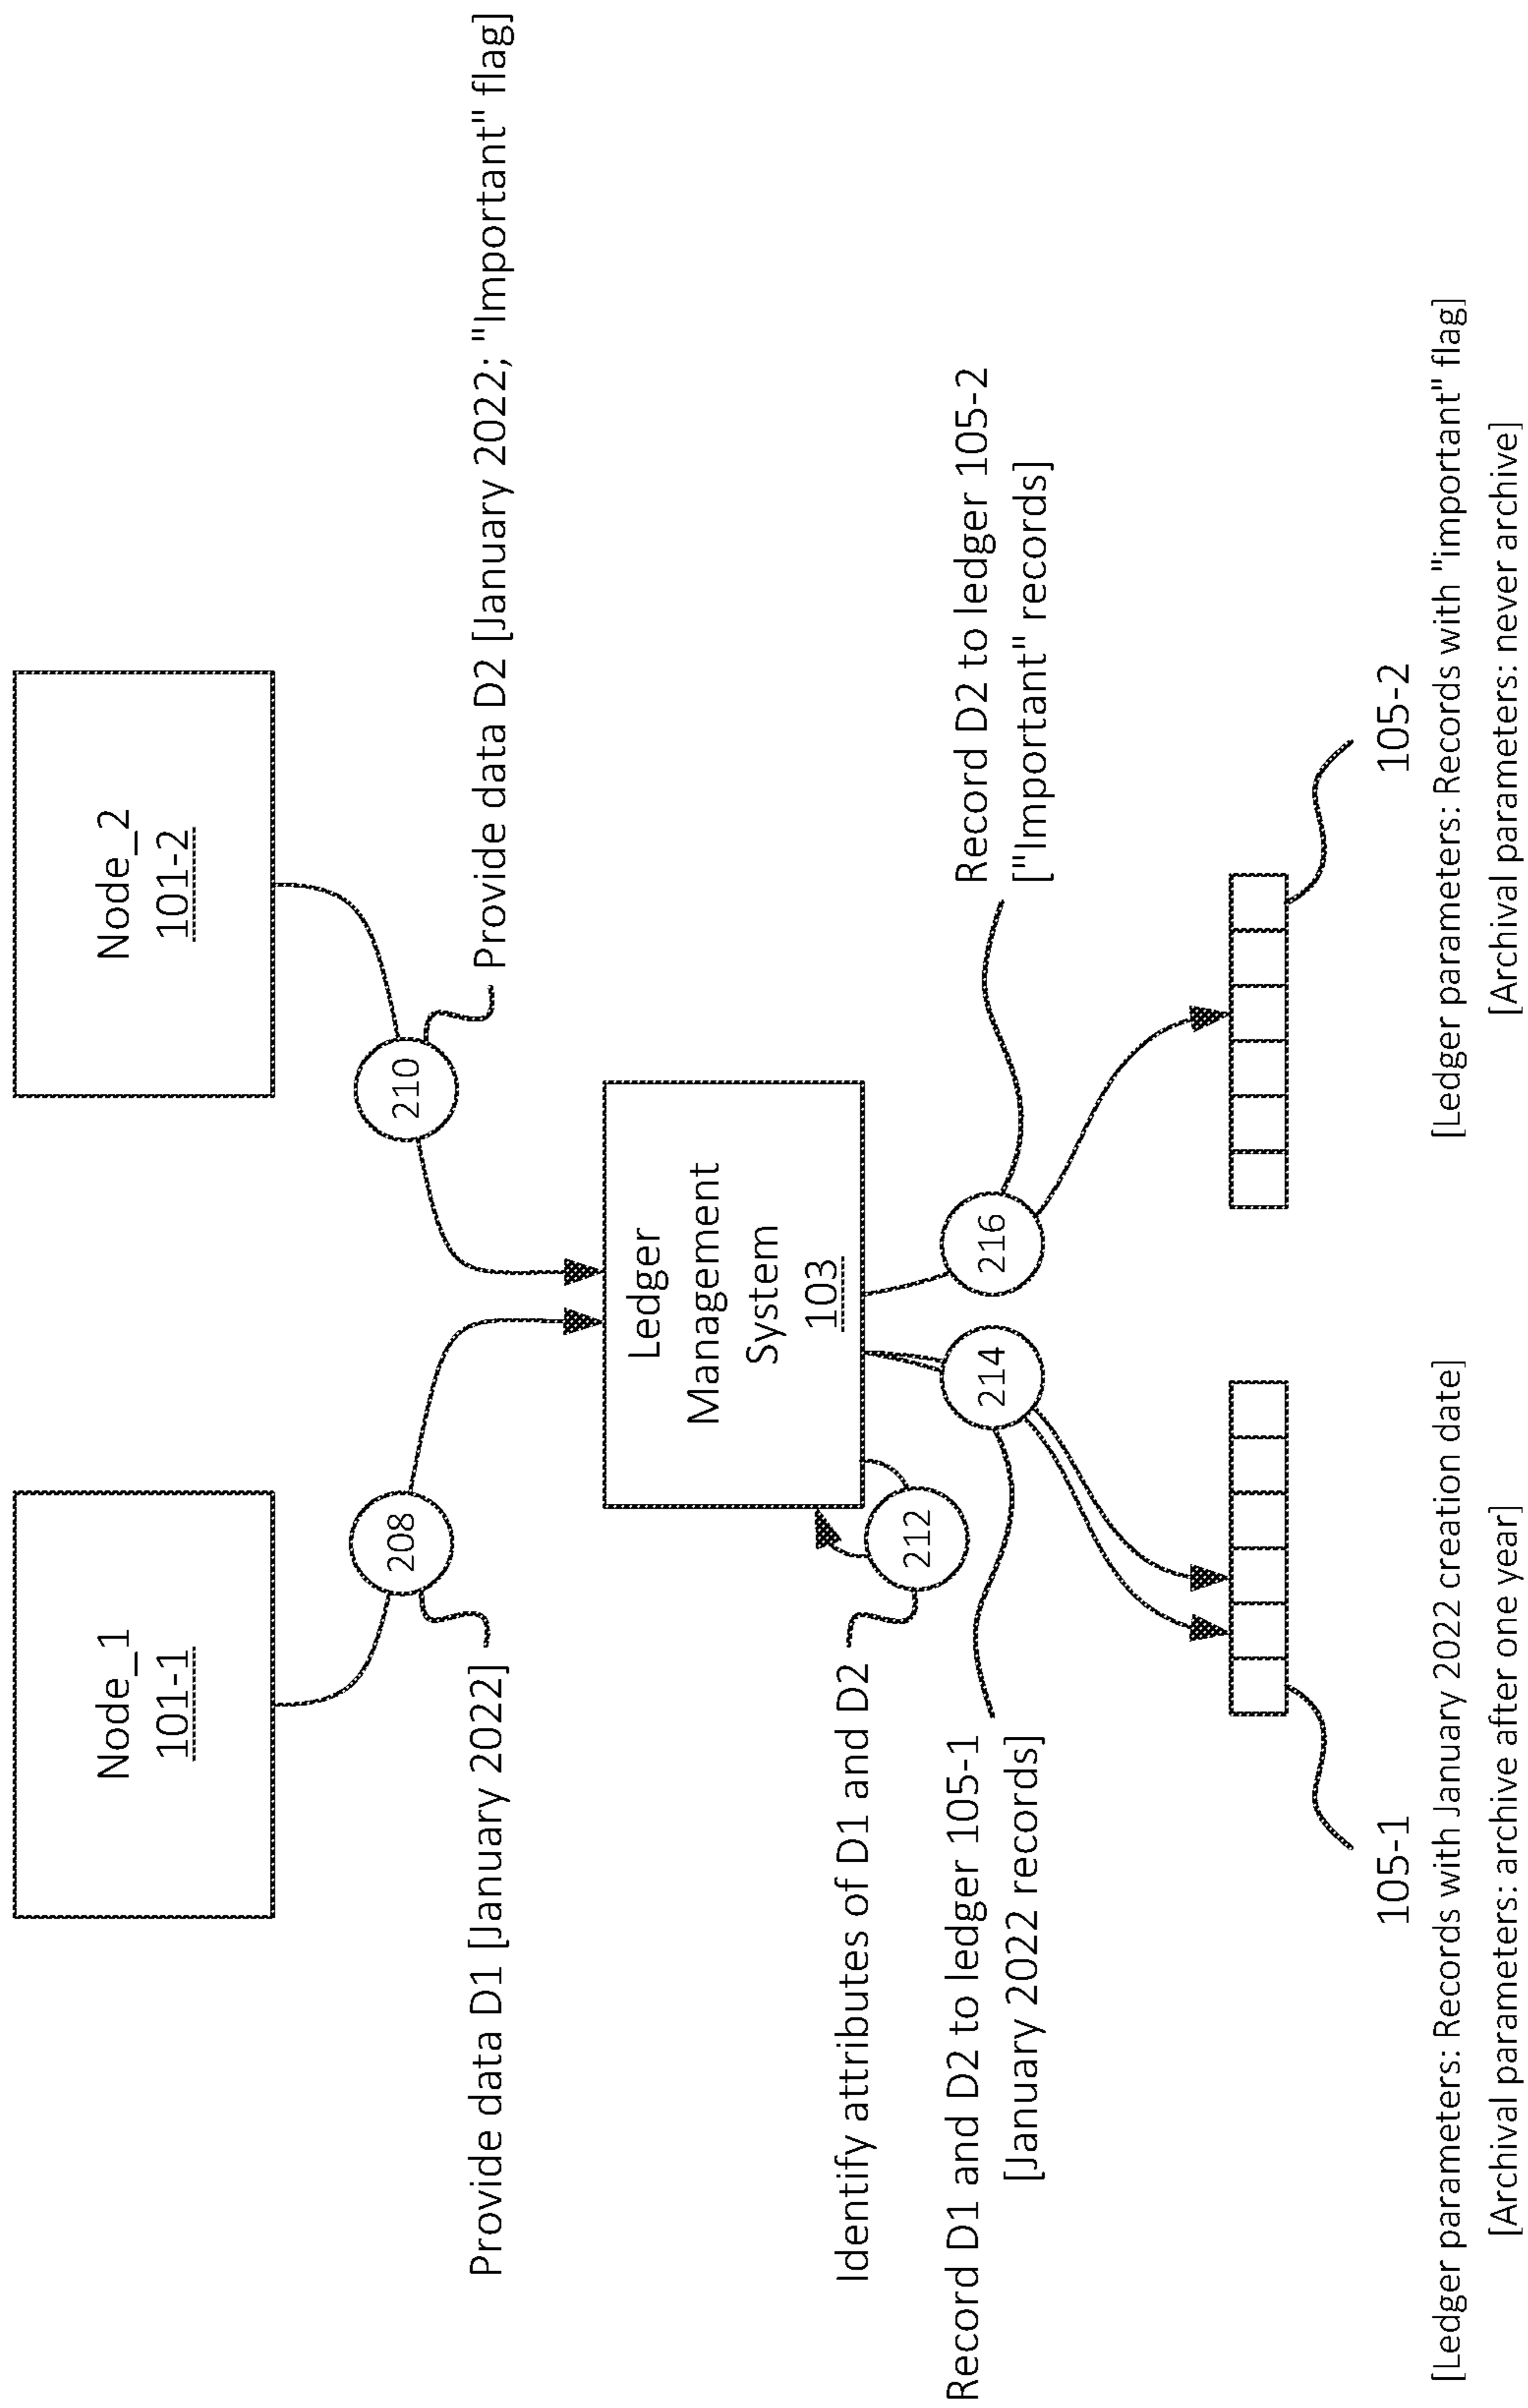 Node_1
101-1
Node_2
101-2
208
210
Provide data D1 [January 2022]
Provide data D2 [January 2022; "Important" flag]
Ledger
Management
System
103
Identify attributes of D1 and D2
212
214
216
Record D1 and D2 to ledger 105-1
[January 2022 records]
Record D2 to ledger 105-2
["Important" records]
105-1
105-2
[Ledger parameters: Records with January 2022 creation date]
[Archival parameters: archive after one year]
[Ledger parameters: Records with "important" flag]
[Archival parameters: never archive]